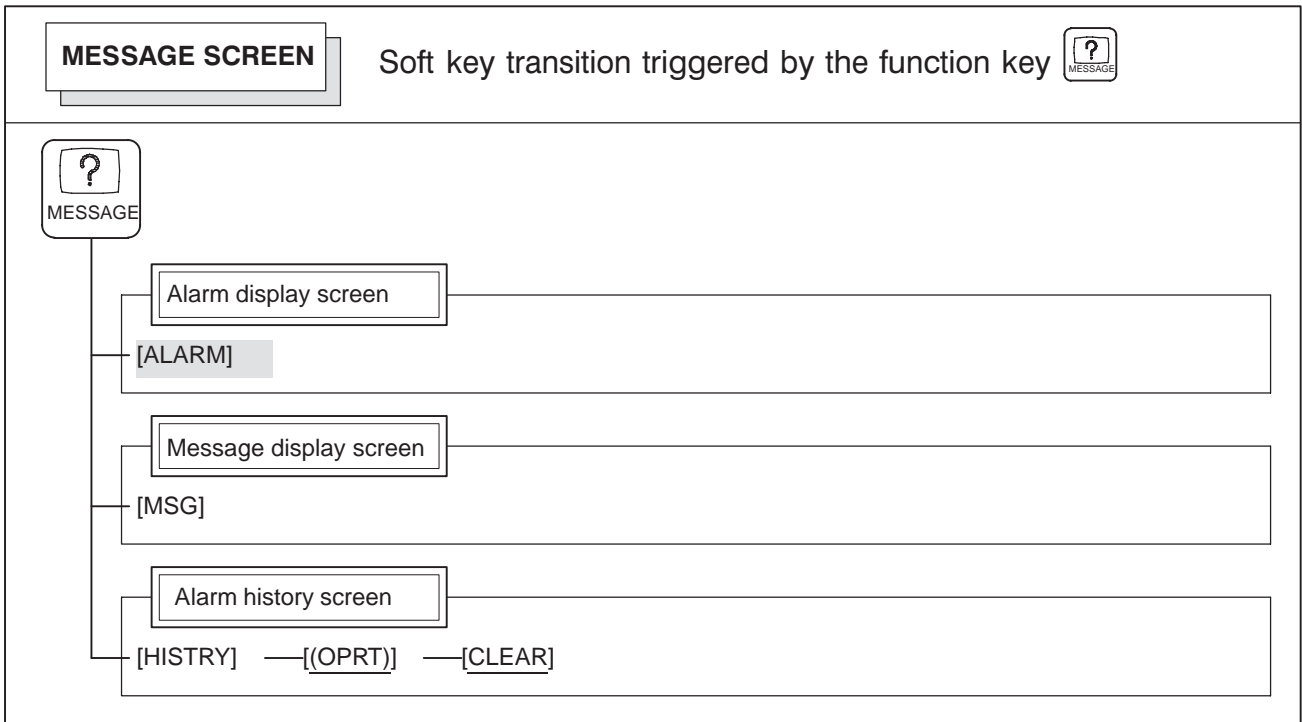 MESSAGE SCREEN
Soft key transition triggered by the function key
?
MESSAGE
?
MESSAGE
Alarm display screen
[ALARM]
Message display screen
[MSG]
Alarm history screen
[HISTRY] [(OPRT)] [CLEAR]